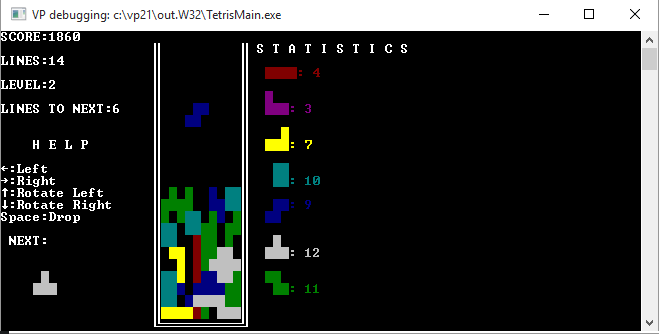 VP debugging: c:\vp21\out.W32\TetrisMain.exe
SCORE:1860
LINES:14
LEVEL:2
LINES TO NEXT:6
H E L P
←:Left
→:Right
↑:Rotate Left
↓:Rotate Right
Space:Drop
NEXT:
S T A T I S T I C S
: 4
: 3
: 7
: 10
: 9
: 12
: 11